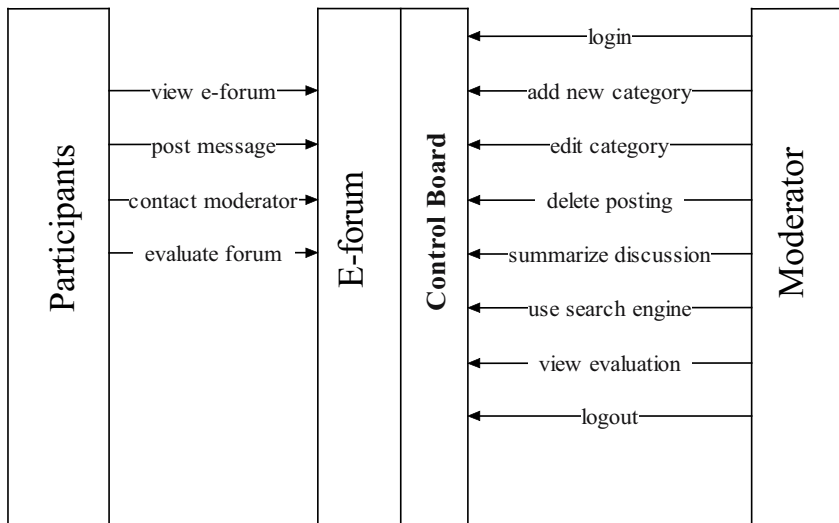 Participants
view e-forum
post message
contact moderator
evaluate forum
E-forum
Control Board
login
add new category
edit category
delete posting
summarize discussion
use search engine
view evaluation
logout
Moderator